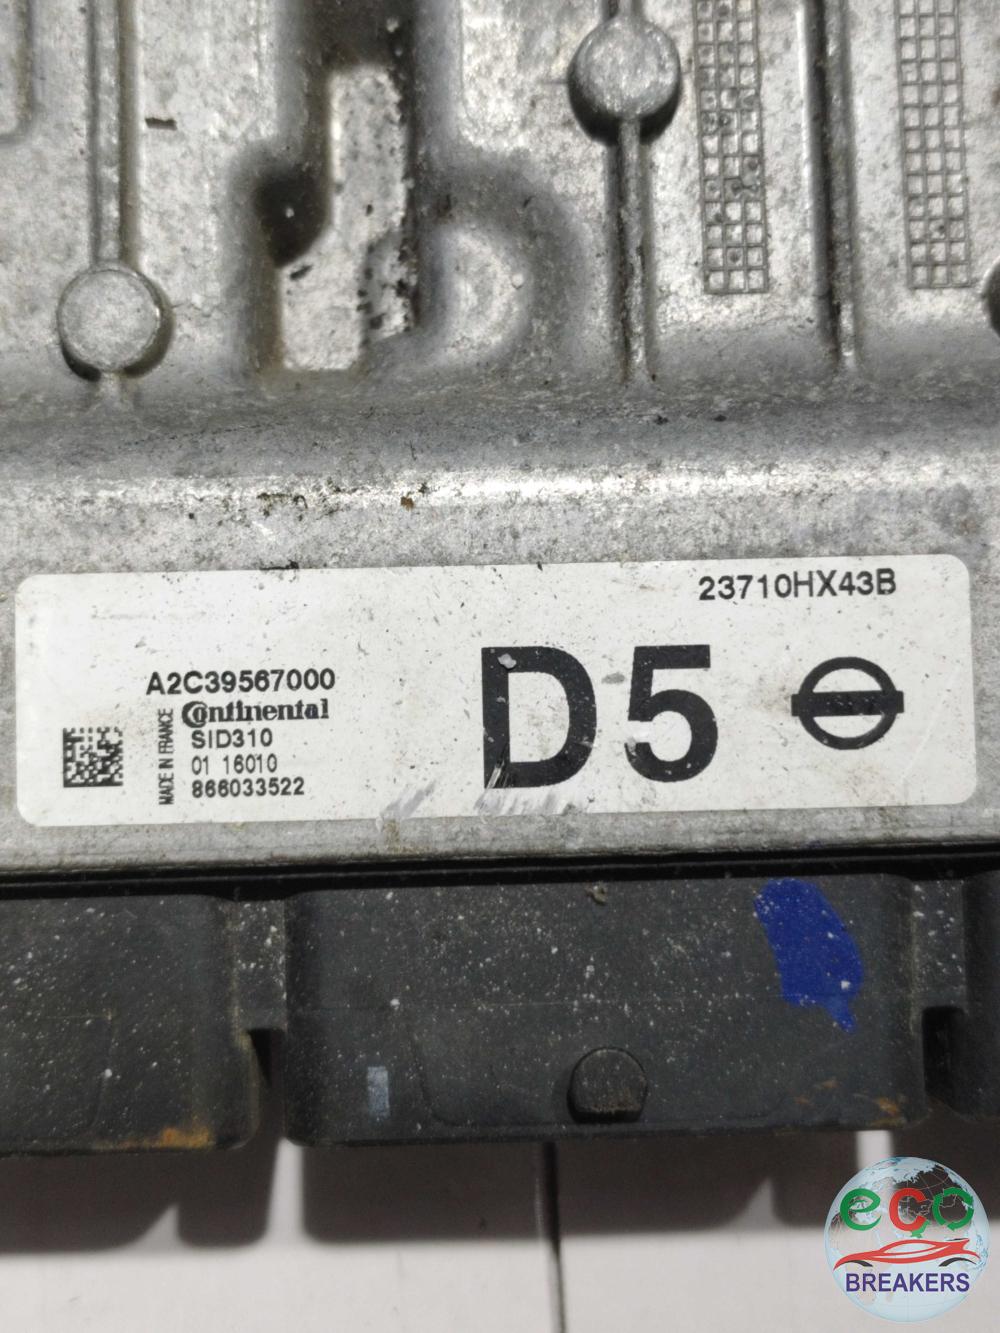 23710HX43B
A2C39567000
Continental
SID310
01 16010
866033522
MADE IN FRANCE
D5
eco
BREAKERS